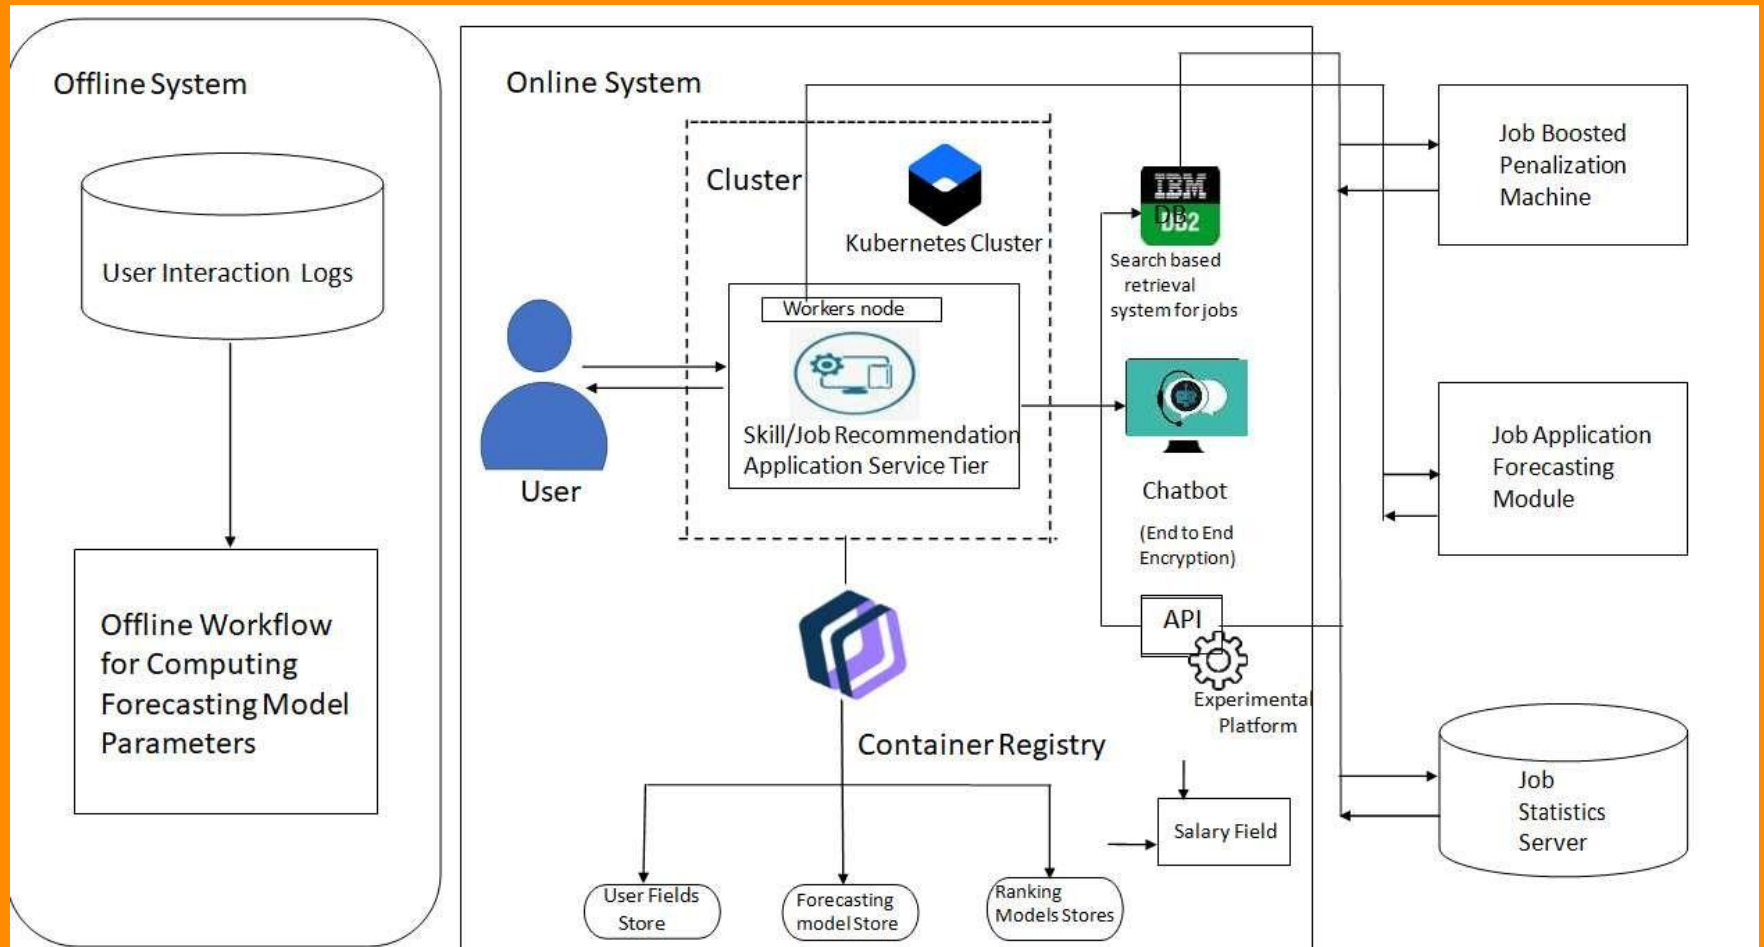 Offline System
User Interaction Logs
Offline Workflow
for Computing
Forecasting Model
Parameters
Online System
Cluster
Kubernetes Cluster
Workers node
Skill/Job Recommendation
Application Service Tier
User
IBM
DB
DB2
Search based
retrieval
system for jobs
Chatbot
(End to End
Encryption)
API
Experimental
Platform
Container Registry
Salary Field
User Fields
Store
Forecasting
model Store
Ranking
Models Stores
Job Boosted
Penalization
Machine
Job Application
Forecasting
Module
Job
Statistics
Server